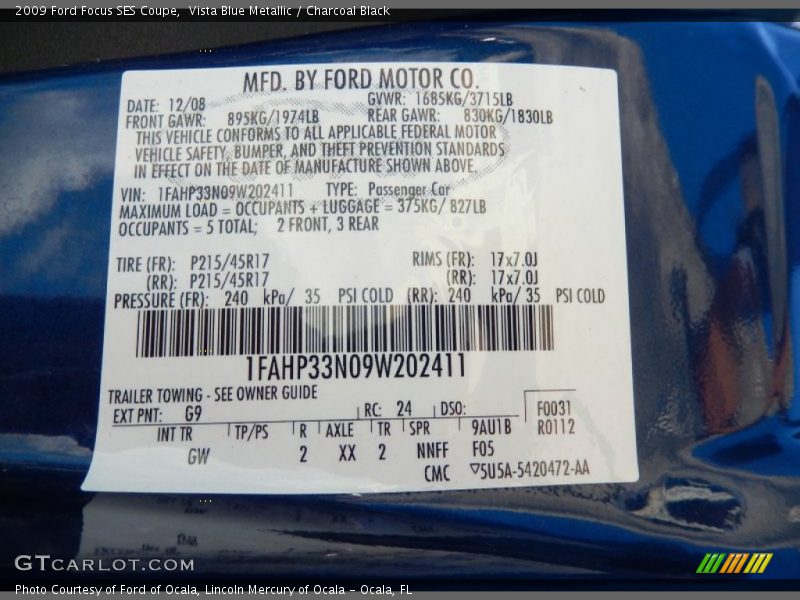 2009 Ford Focus SES Coupe,  Vista Blue Metallic / Charcoal Black
MFD. BY FORD MOTOR CO.
DATE: 12/08 GVWR: 1685KG/3715LB
FRONT GAWR: 895KG/1974LB REAR GAWR: 830KG/1830LB
THIS VEHICLE CONFORMS TO ALL APPLICABLE FEDERAL MOTOR
VEHICLE SAFETY, BUMPER, AND THEFT PREVENTION STANDARDS
IN EFFECT ON THE DATE OF MANUFACTURE SHOWN ABOVE.
VIN: 1FAHP33N09W202411 TYPE: Passenger Car
MAXIMUM LOAD = OCCUPANTS + LUGGAGE = 375KG/ 827LB
OCCUPANTS = 5 TOTAL; 2 FRONT, 3 REAR
TIRE (FR): P215/45R17 RIMS (FR): 17x7.0J
(RR): P215/45R17 (RR): 17x7.0J
PRESSURE (FR): 240 kPa/ 35 PSI COLD (RR): 240 kPa/ 35 PSI COLD
1FAHP33N09W202411
TRAILER TOWING - SEE OWNER GUIDE
EXT PNT: G9 RC: 24 DSO: F0031
INT TR TP/PS R AXLE TR SPR 9AU1B R0112
GW 2 XX 2 NNFF F05
CMC ▽5U5A-5420472-AA
GTCARLOT.COM
Photo Courtesy of Ford of Ocala, Lincoln Mercury of Ocala - Ocala, FL